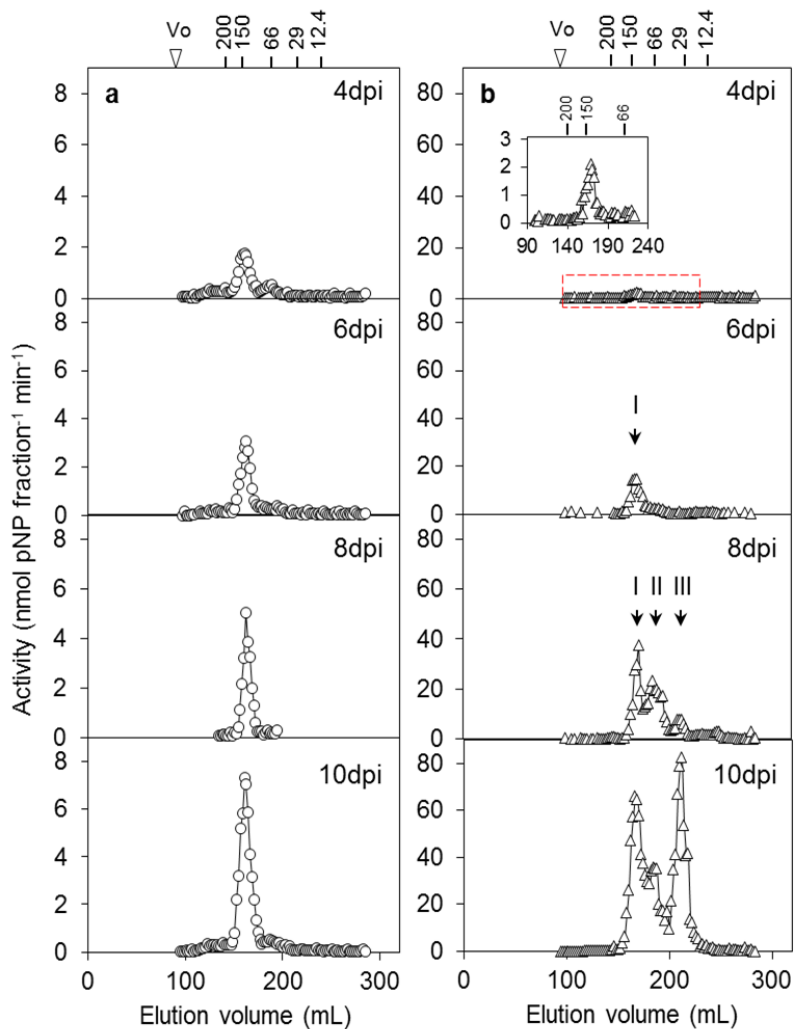 Vo 200 150 66 29 12.4
Vo 200 150 66 29 12.4
Activity (nmol pNP fraction⁻¹ min⁻¹)
a
4dpi
8
6
4
2
0
6dpi
8
6
4
2
0
8dpi
8
6
4
2
0
10dpi
8
6
4
2
0
0 100 200 300
Elution volume (mL)
b
4dpi
80
60
40
20
0
200 150 66
3
2
1
0
90 140 190 240
6dpi
80
60
40
20
0
I
8dpi
80
60
40
20
0
I II III
10dpi
80
60
40
20
0
0 100 200 300
Elution volume (mL)